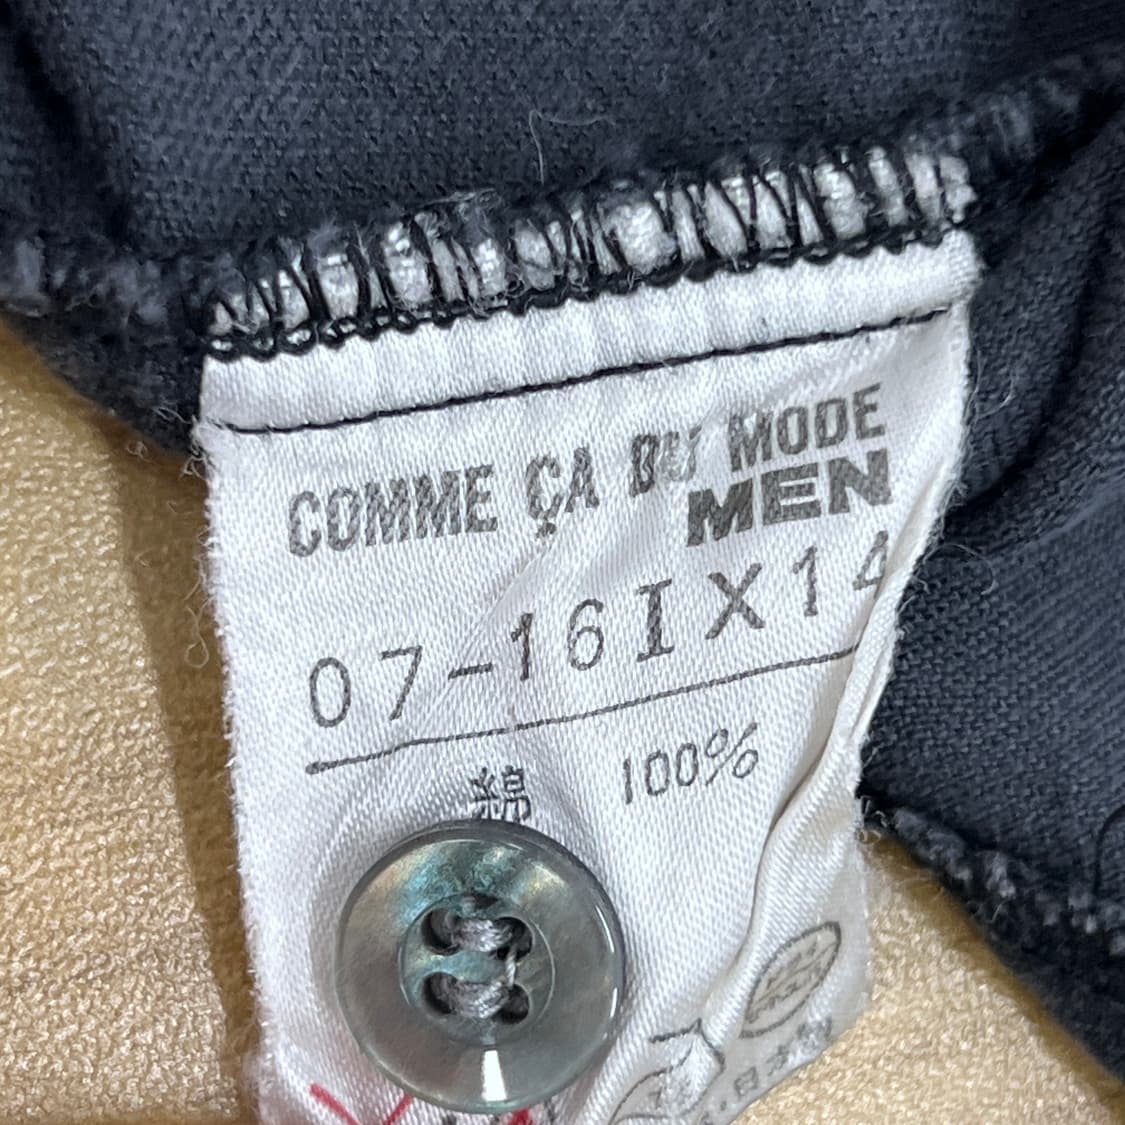 COMME ÇA DU MODE
MEN
07-16IX14
綿 100%